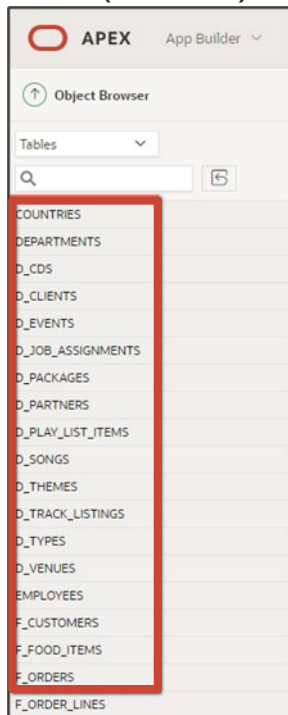 APEX App Builder
Object Browser
Tables
COUNTRIES
DEPARTMENTS
D_CDS
D_CLIENTS
D_EVENTS
D_JOB_ASSIGNMENTS
D_PACKAGES
D_PARTNERS
D_PLAY_LIST_ITEMS
D_SONGS
D_THEMES
D_TRACK_LISTINGS
D_TYPES
D_VENUES
EMPLOYEES
F_CUSTOMERS
F_FOOD_ITEMS
F_ORDERS
F_ORDER_LINES